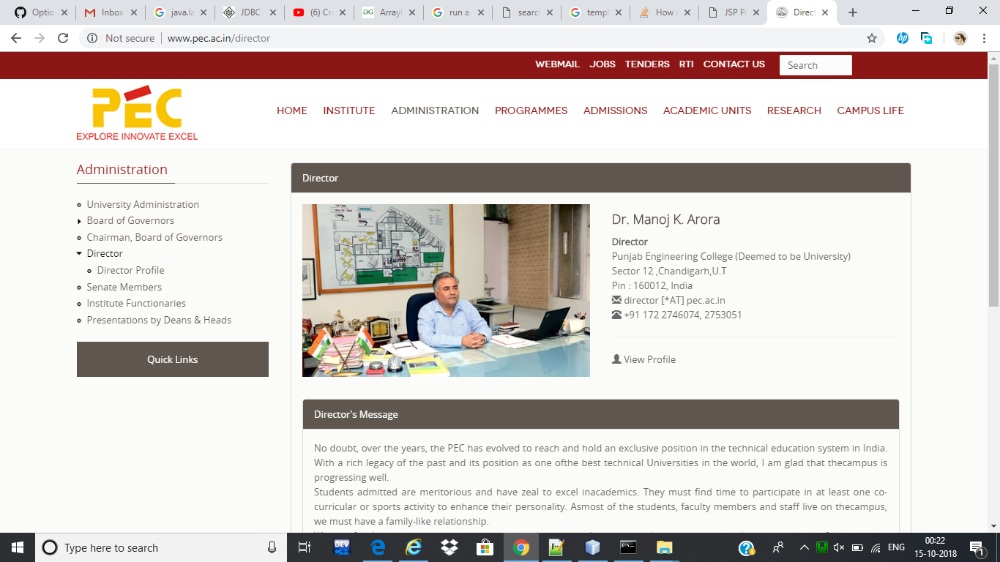 Optio
Inbox
java.la
JDBC
(6) Cr
Array
run a
search
templ
How
JSP P
Direct
Not secure
www.pec.ac.in/director
WEBMAIL
JOBS
TENDERS
RTI
CONTACT US
Search
PEC
EXPLORE INNOVATE EXCEL
HOME
INSTITUTE
ADMINISTRATION
PROGRAMMES
ADMISSIONS
ACADEMIC UNITS
RESEARCH
CAMPUS LIFE
Administration
University Administration
Board of Governors
Chairman, Board of Governors
Director
Director Profile
Senate Members
Institute Functionaries
Presentations by Deans & Heads
Quick Links
Director
Dr. Manoj K. Arora
Director
Punjab Engineering College (Deemed to be University)
Sector 12 ,Chandigarh,U.T
Pin : 160012, India
director [*AT] pec.ac.in
+91 172 2746074, 2753051
View Profile
Director's Message
No doubt, over the years, the PEC has evolved to reach and hold an exclusive position in the technical education system in India.
With a rich legacy of the past and its position as one ofthe best technical Universities in the world, I am glad that thecampus is
progressing well.
Students admitted are meritorious and have zeal to excel inacademics. They must find time to participate in at least one co-
curricular or sports activity to enhance their personality. Asmost of the students, faculty members and staff live on thecampus,
we must have a family-like relationship.
Type here to search
DEV
ENG
00:22
15-10-2018
1